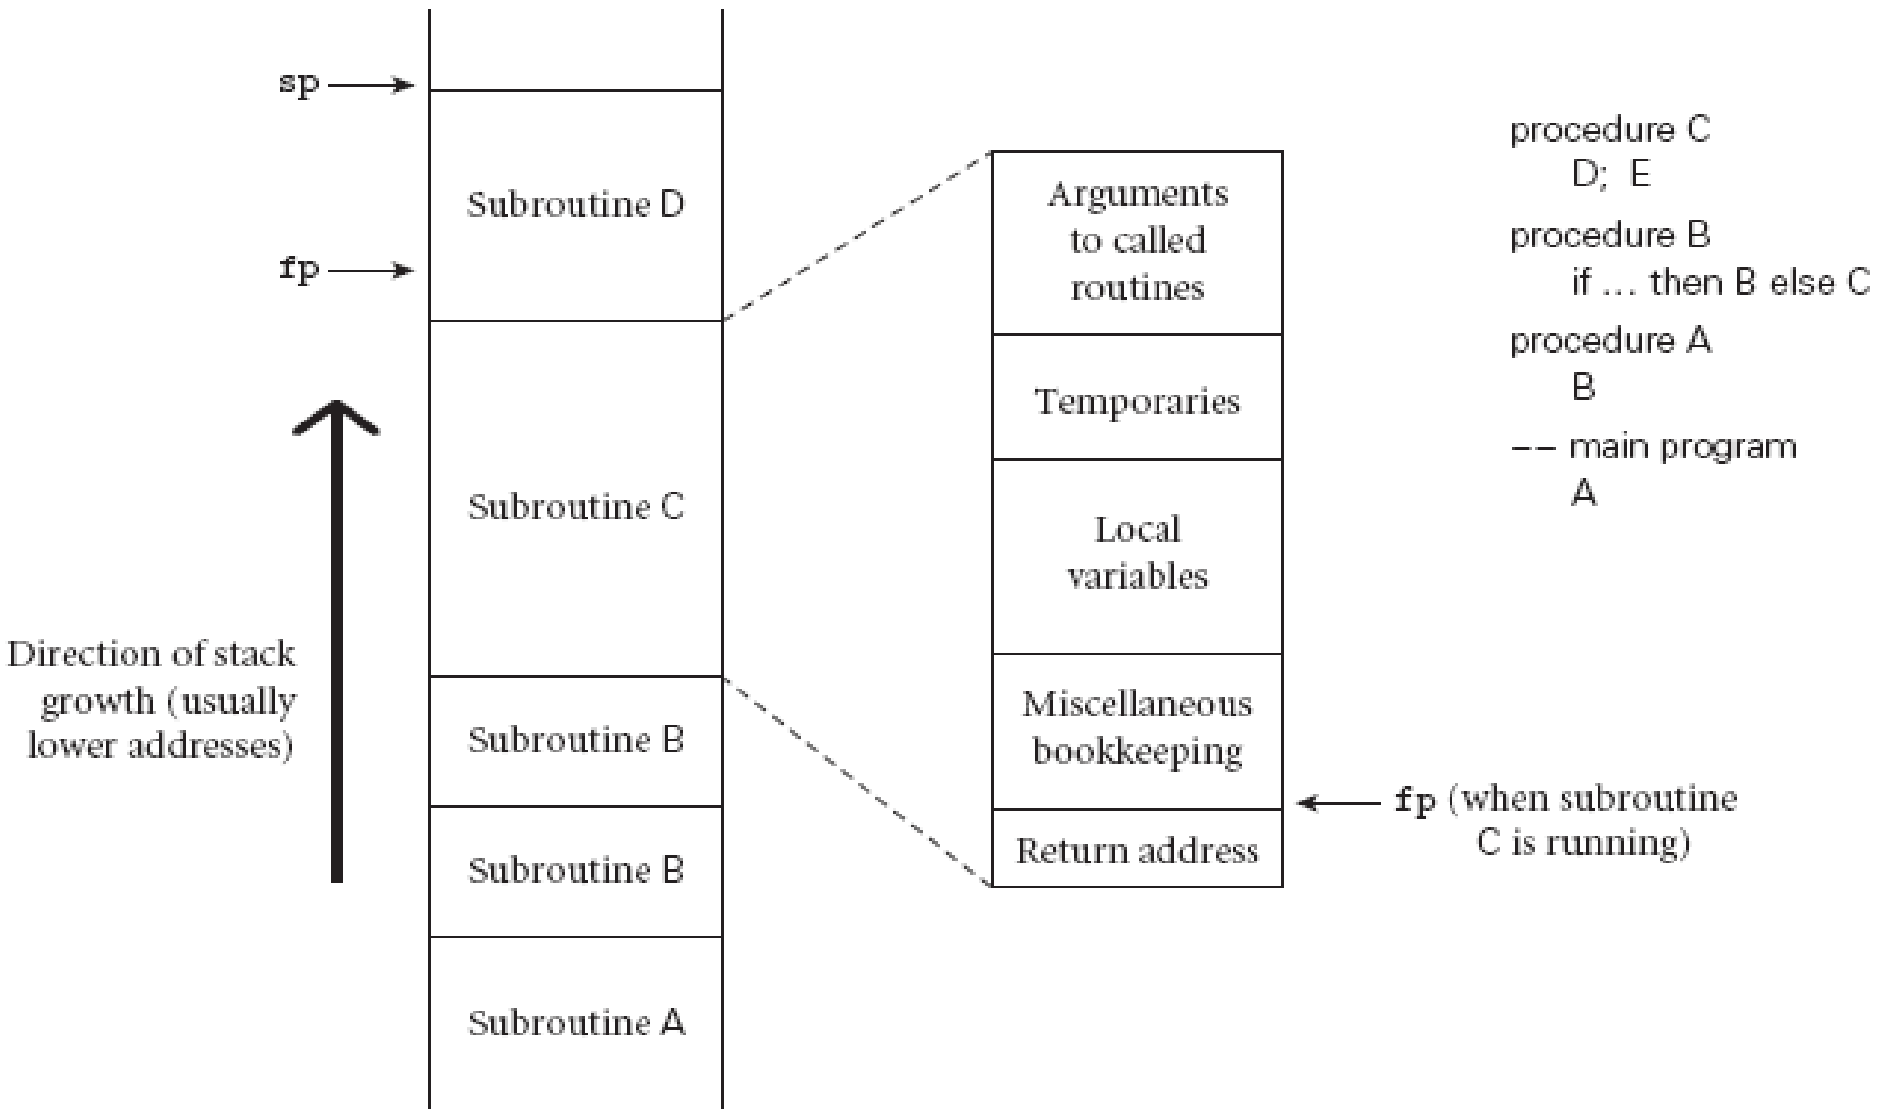 sp
Subroutine D
fp
Subroutine C
Direction of stack
growth (usually
lower addresses)
Subroutine B
Subroutine B
Subroutine A
Arguments
to called
routines
Temporaries
Local
variables
Miscellaneous
bookkeeping
Return address
fp (when subroutine
C is running)
procedure C
D; E
procedure B
if ... then B else C
procedure A
B
-- main program
A